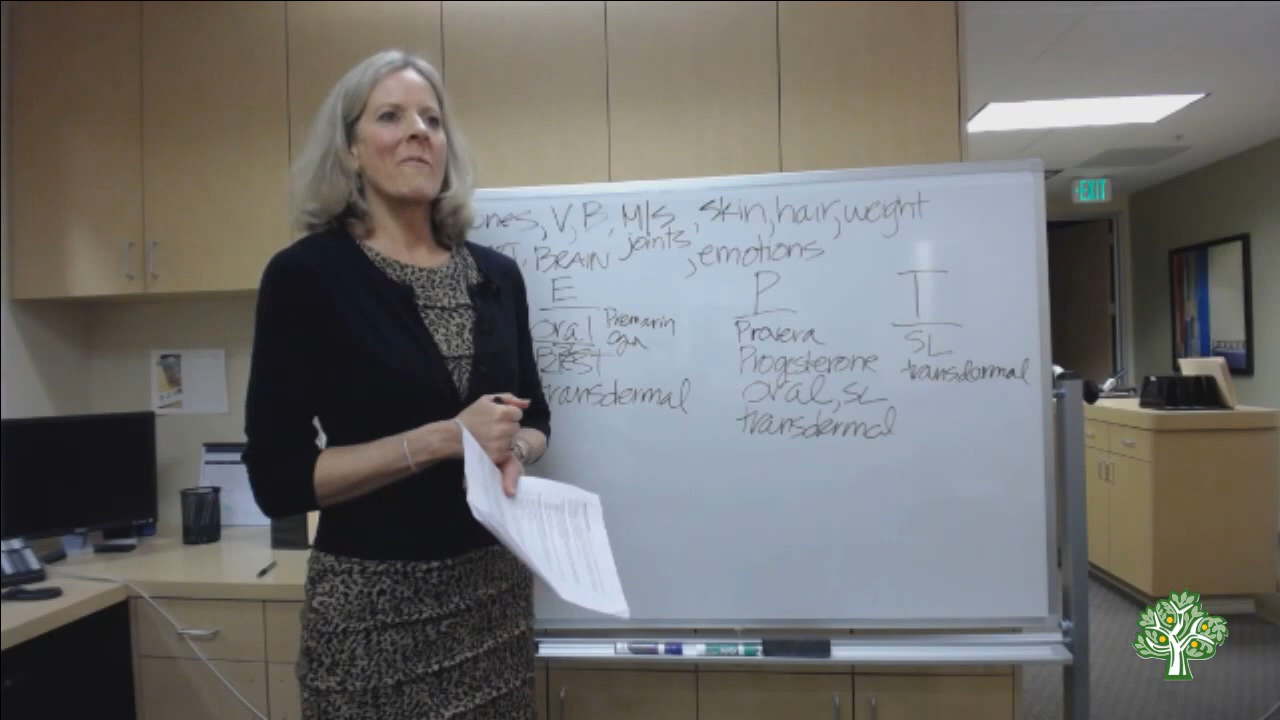 ones, V, B, M/S, skin, hair, weight
BRAIN joints, emotions
E P T
Oral Premarin
Provera
SL
Progesterone
transdermal
transdermal
oral, SL
transdermal
EXIT